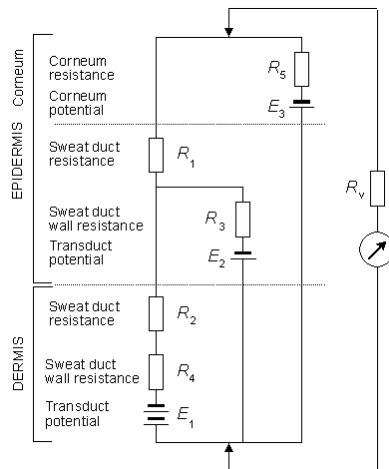 Corneum
EPIDERMIS
DERMIS
Corneum
resistance
Corneum
potential
R5
E3
Sweat duct
resistance
R1
Sweat duct
wall resistance
Transduct
potential
R3
E2
Rv
Sweat duct
resistance
R2
Sweat duct
wall resistance
R4
Transduct
potential
E1